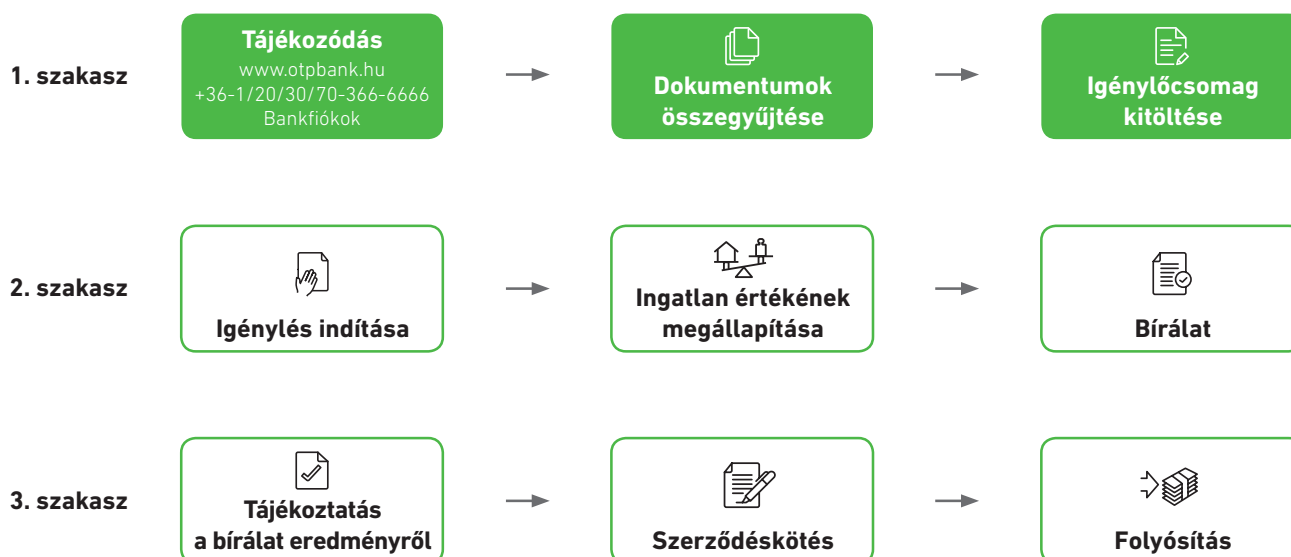 1. szakasz
Tájékozódás
www.otpbank.hu
+36-1/20/30/70-366-6666
Bankfiókok
Dokumentumok
összegyűjtése
Igénylőcsomag
kitöltése
2. szakasz
Igénylés indítása
Ingatlan értékének
megállapítása
Bírálat
3. szakasz
Tájékoztatás
a bírálat eredményről
Szerződéskötés
Folyósítás